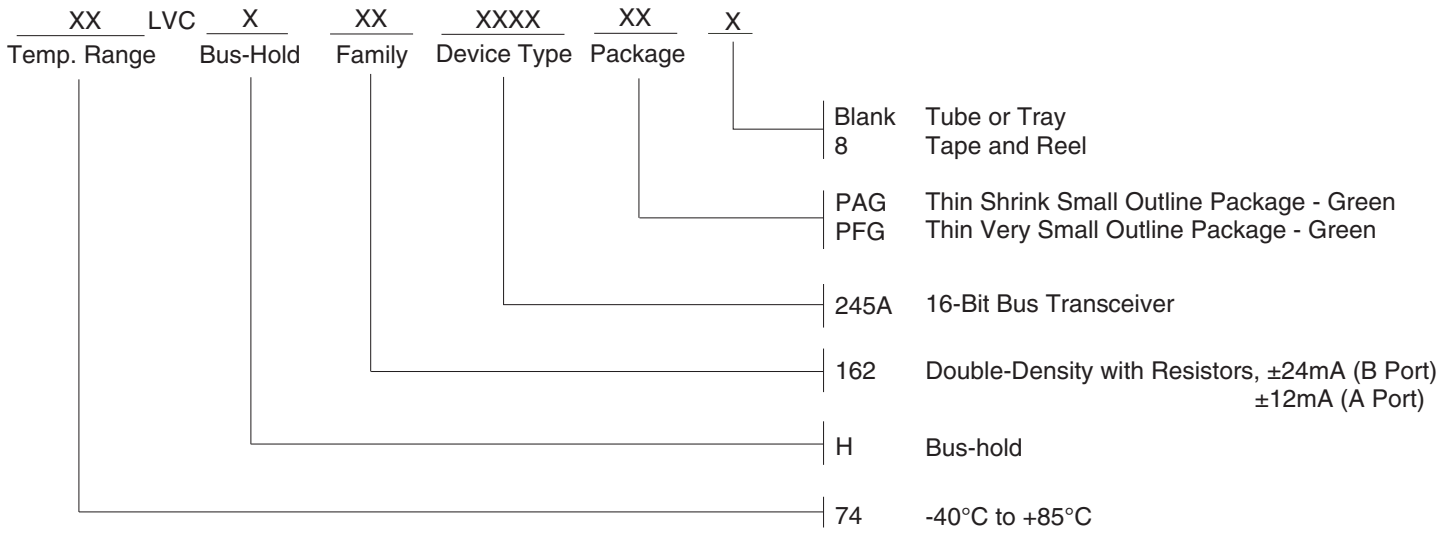 XX LVC X XX XXXX XX X
Temp. Range Bus-Hold Family Device Type Package
Blank Tube or Tray
8 Tape and Reel
PAG Thin Shrink Small Outline Package - Green
PFG Thin Very Small Outline Package - Green
245A 16-Bit Bus Transceiver
162 Double-Density with Resistors, ±24mA (B Port)
±12mA (A Port)
H Bus-hold
74 -40°C to +85°C